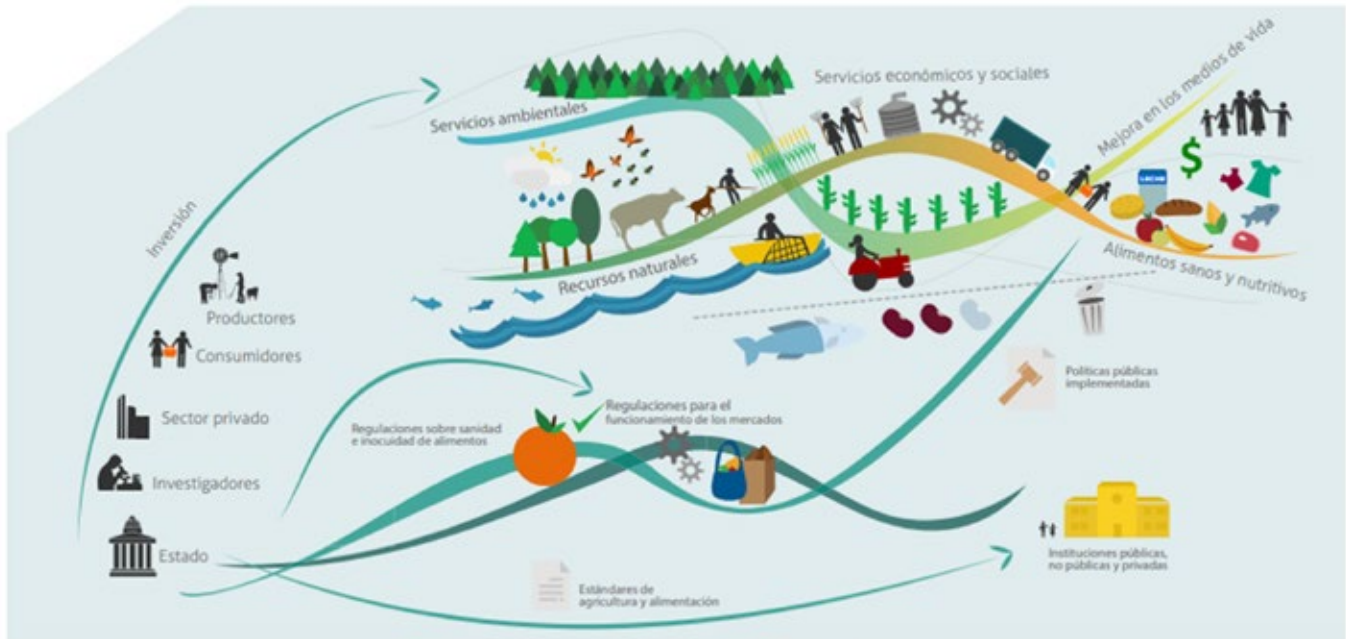 Servicios ambientales
Servicios económicos y sociales
Mejora en los medios de vida
LECHE
$
Inversión
Recursos naturales
Alimentos sanos y nutritivos
Productores
Consumidores
Sector privado
Investigadores
Estado
Regulaciones sobre sanidad
e inocuidad de alimentos
Regulaciones para el
funcionamiento de los mercados
Políticas públicas
implementadas
Estándares de
agricultura y alimentación
Instituciones públicas,
no públicas y privadas